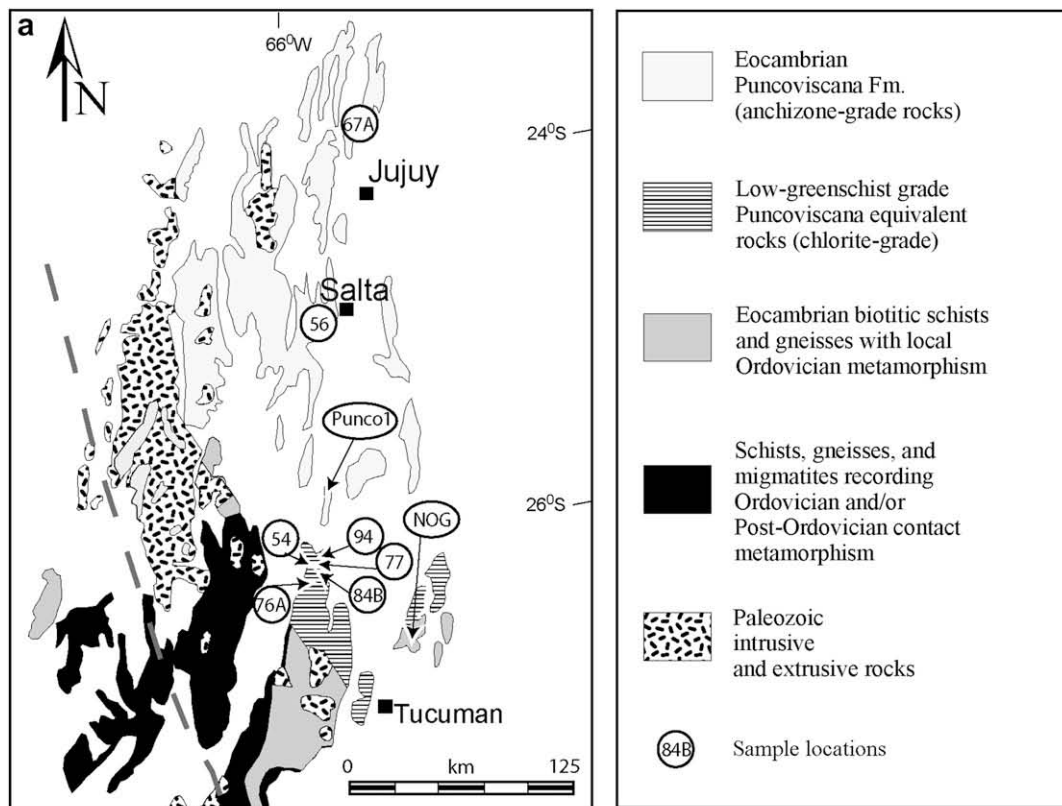 a
N
66⁰W
24⁰S
67A
Jujuy
Salta
56
Punco1
26⁰S
NOG
54
94
77
76A
84B
Tucuman
0 km 125
Eocambrian
Puncoviscana Fm.
(anchizone-grade rocks)
Low-greenschist grade
Puncoviscana equivalent
rocks (chlorite-grade)
Eocambrian biotitic schists
and gneisses with local
Ordovician metamorphism
Schists, gneisses, and
migmatites recording
Ordovician and/or
Post-Ordovician contact
metamorphism
Paleozoic
intrusive
and extrusive rocks
84B Sample locations